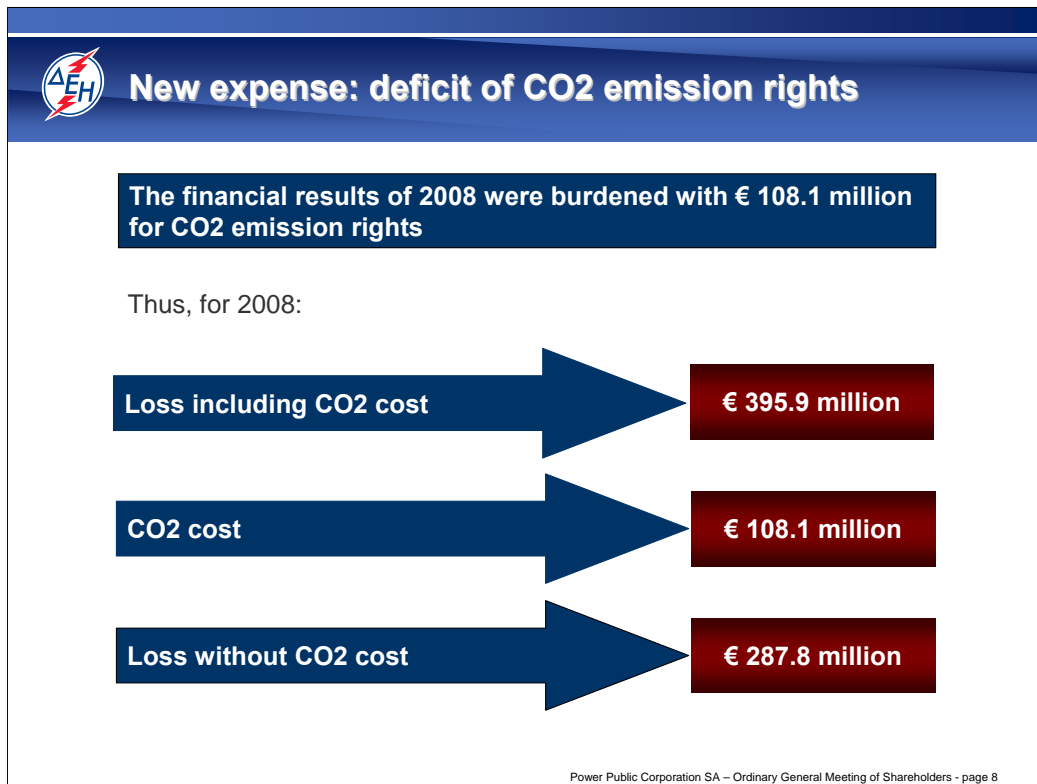 ΔEH
New expense: deficit of CO2 emission rights
The financial results of 2008 were burdened with € 108.1 million
for CO2 emission rights
Thus, for 2008:
Loss including CO2 cost
€ 395.9 million
CO2 cost
€ 108.1 million
Loss without CO2 cost
€ 287.8 million
Power Public Corporation SA – Ordinary General Meeting of Shareholders - page 8